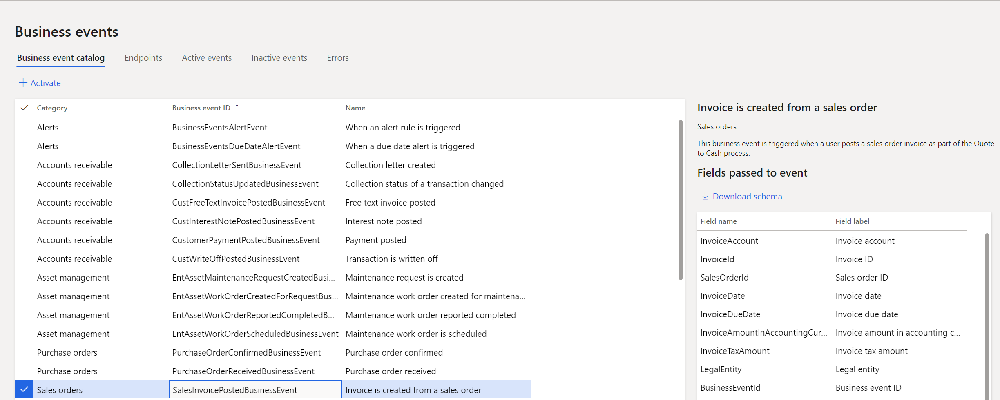 Business events
Business event catalog Endpoints Active events Inactive events Errors
Activate
Category Business event ID Name
Alerts BusinessEventsAlertEvent When an alert rule is triggered
Alerts BusinessEventsDueDateAlertEvent When a due date alert is triggered
Accounts receivable CollectionLetterSentBusinessEvent Collection letter created
Accounts receivable CollectionStatusUpdatedBusinessEvent Collection status of a transaction changed
Accounts receivable CustFreeTextInvoicePostedBusinessEvent Free text invoice posted
Accounts receivable CustInterestNotePostedBusinessEvent Interest note posted
Accounts receivable CustomerPaymentPostedBusinessEvent Payment posted
Accounts receivable CustWriteOffPostedBusinessEvent Transaction is written off
Asset management EntAssetMaintenanceRequestCreatedBusi... Maintenance request is created
Asset management EntAssetWorkOrderCreatedForRequestBus... Maintenance work order created for maintena...
Asset management EntAssetWorkOrderReportedCompletedB... Maintenance work order reported completed
Asset management EntAssetWorkOrderScheduledBusinessEvent Maintenance work order is scheduled
Purchase orders PurchaseOrderConfirmedBusinessEvent Purchase order confirmed
Purchase orders PurchaseOrderReceivedBusinessEvent Purchase order received
Sales orders SalesInvoicePostedBusinessEvent Invoice is created from a sales order
Invoice is created from a sales order
Sales orders
This business event is triggered when a user posts a sales order invoice as part of the Quote
to Cash process.
Fields passed to event
Download schema
Field name Field label
InvoiceAccount Invoice account
InvoiceId Invoice ID
SalesOrderId Sales order ID
InvoiceDate Invoice date
InvoiceDueDate Invoice due date
InvoiceAmountInAccountingCur... Invoice amount in accounting c...
InvoiceTaxAmount Invoice tax amount
LegalEntity Legal entity
BusinessEventId Business event ID